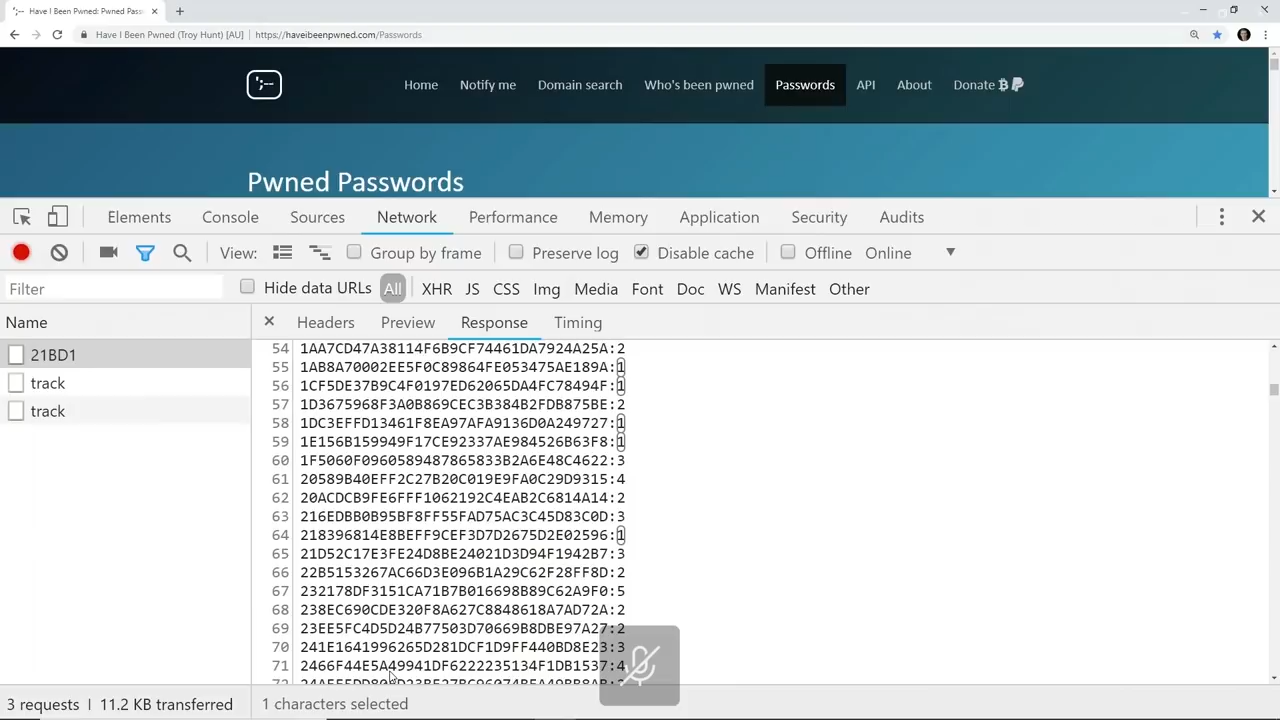 Have I Been Pwned: Pwned Passw
Have I Been Pwned (Troy Hunt) [AU] https://haveibeenpwned.com/Passwords
';-- Home Notify me Domain search Who's been pwned Passwords API About Donate
Pwned Passwords
Elements Console Sources Network Performance Memory Application Security Audits
View: Group by frame Preserve log Disable cache Offline Online
Filter Hide data URLs All XHR JS CSS Img Media Font Doc WS Manifest Other
Name Headers Preview Response Timing
21BD1
track
track
54 1AA7CD47A38114F6B9CF74461DA7924A25A:2
55 1AB8A70002EE5F0C89864FE053475AE189A:1
56 1CF5DE37B9C4F0197ED62065DA4FC78494F:1
57 1D3675968F3A0B869CEC3B384B2FDB875BE:2
58 1DC3EFFD13461F8EA97AFA9136D0A249727:1
59 1E156B159949F17CE92337AE984526B63F8:1
60 1F5060F0960589487865833B2A6E48C4622:3
61 20589B40EFF2C27B20C019E9FA0C29D9315:4
62 20ACDCB9FE6FFF1062192C4EAB2C6814A14:2
63 216EDBB0B95BF8FF55FAD75AC3C45D83C0D:3
64 218396814E8BEFF9CEF3D7D2675D2E02596:1
65 21D52C17E3FE24D8BE24021D3D94F1942B7:3
66 22B5153267AC66D3E096B1A29C62F28FF8D:2
67 232178DF3151CA71B7B016698B89C62A9F0:5
68 238EC690CDE320F8A627C8848618A7AD72A:2
69 23EE5FC4D5D24B77503D70669B8DBE97A27:2
70 241E1641996265D281DCF1D9FF440BD8E23:3
71 2466F44E5A49941DF6222235134F1DB1537:4
3 requests | 11.2 KB transferred 1 characters selected